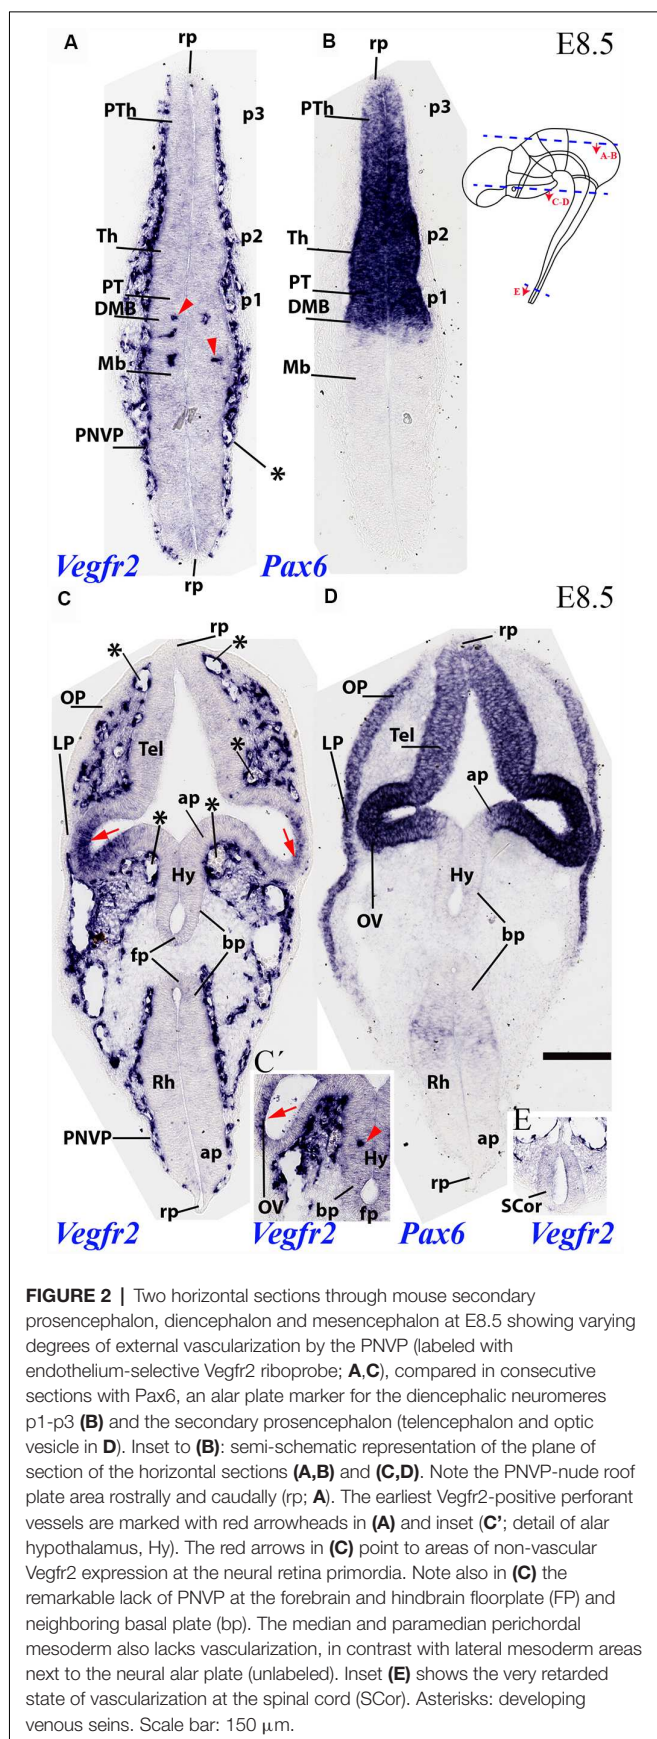 A
rp
B
rp
E8.5
PTh
p3
PTh
p3
A-B
C-D
Th
p2
Th
p2
PT
p1
PT
p1
E
DMB
DMB
Mb
Mb
PNVP
*
Vegfr2
rp
Pax6
C
rp
D
rp
E8.5
*
*
OP
OP
LP
Tel
*
LP
Tel
ap
*
*
ap
Hy
OV
Hy
fp
bp
bp
C´
Rh
Rh
E
PNVP
ap
Hy
ap
OV
bp
fp
rp
SCor
rp
Vegfr2
Vegfr2
Pax6
Vegfr2
FIGURE 2 | Two horizontal sections through mouse secondary
prosencephalon, diencephalon and mesencephalon at E8.5 showing varying
degrees of external vascularization by the PNVP (labeled with
endothelium-selective Vegfr2 riboprobe; A,C), compared in consecutive
sections with Pax6, an alar plate marker for the diencephalic neuromeres
p1-p3 (B) and the secondary prosencephalon (telencephalon and optic
vesicle in D). Inset to (B): semi-schematic representation of the plane of
section of the horizontal sections (A,B) and (C,D). Note the PNVP-nude roof
plate area rostrally and caudally (rp; A). The earliest Vegfr2-positive perforant
vessels are marked with red arrowheads in (A) and inset (C’; detail of alar
hypothalamus, Hy). The red arrows in (C) point to areas of non-vascular
Vegfr2 expression at the neural retina primordia. Note also in (C) the
remarkable lack of PNVP at the forebrain and hindbrain floorplate (FP) and
neighboring basal plate (bp). The median and paramedian perichordal
mesoderm also lacks vascularization, in contrast with lateral mesoderm areas
next to the neural alar plate (unlabeled). Inset (E) shows the very retarded
state of vascularization at the spinal cord (SCor). Asterisks: developing
venous seins. Scale bar: 150 μm.